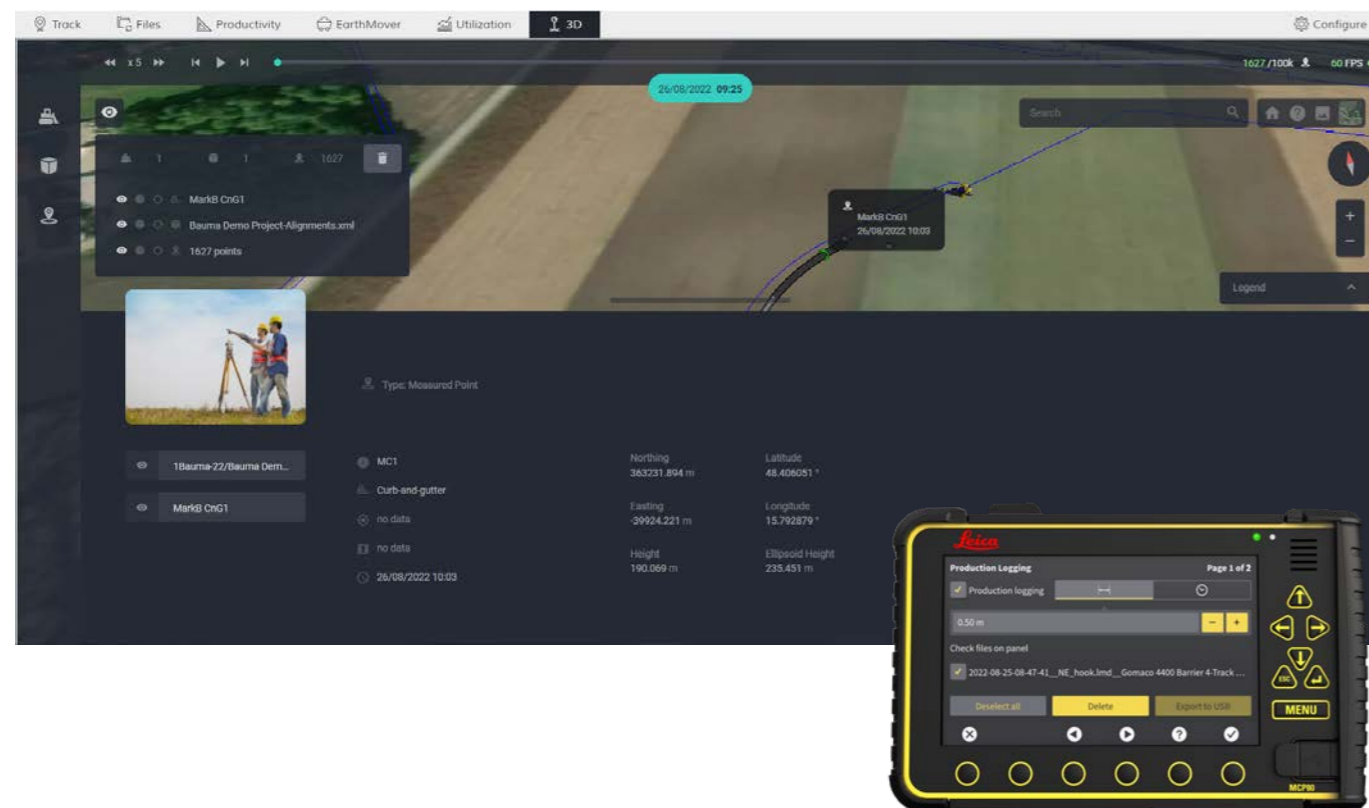 Track Files Productivity EarthMover Utilization 3D Configure
x5 1627/100k 60 FPS
26/08/2022 09:25
Search
1 1 1627
MarkB CnG1
Bauma Demo Project-Alignments.xml
1627 points
MarkB CnG1
26/08/2022 10:03
Legend
Type: Measured Point
1Bauma-22/Bauma Dem...
MarkB CnG1
MC1
Curb-and-gutter
no data
no data
26/08/2022 10:03
Northing
363231.894 m
Easting
-39924.221 m
Height
190.069 m
Latitude
48.406051 °
Longitude
15.792879 °
Ellipsoid Height
235.451 m
Leica
Production Logging Page 1 of 2
Production logging
0.50 m
Check files on panel
2022-08-25-08-47-41__NE_hook.lmd__Gomaco 4400 Barrier 4-Track ...
Deselect all Delete Export to USB
ESC
MENU
MCP80